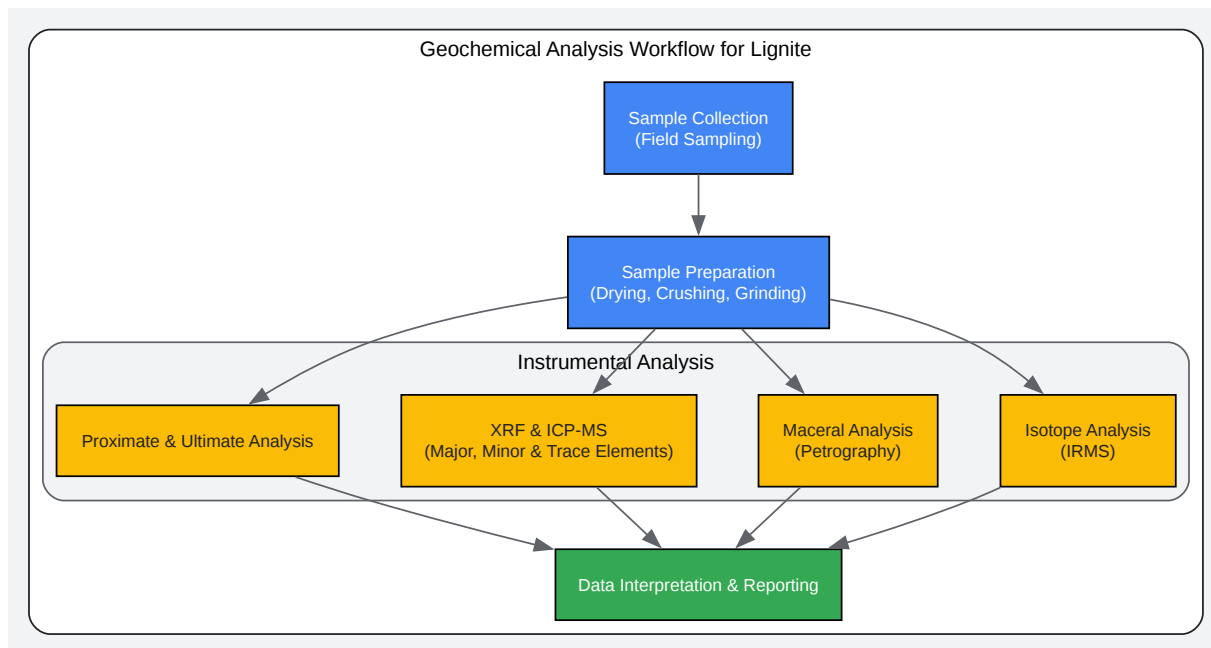 Geochemical Analysis Workflow for Lignite
Sample Collection
(Field Sampling)
Sample Preparation
(Drying, Crushing, Grinding)
Instrumental Analysis
Proximate & Ultimate Analysis
XRF & ICP-MS
(Major, Minor & Trace Elements)
Maceral Analysis
(Petrography)
Isotope Analysis
(IRMS)
Data Interpretation & Reporting